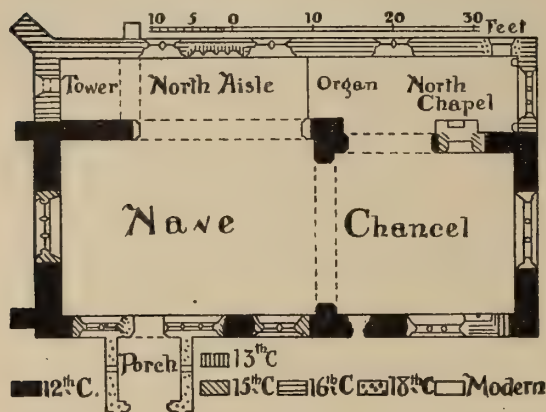 10 5 0 10 20 30 Feet
Tower North Aisle Organ North Chapel
Nave Chancel
Porch
13th C
12th C. 15th C 16th C 18th C Modern